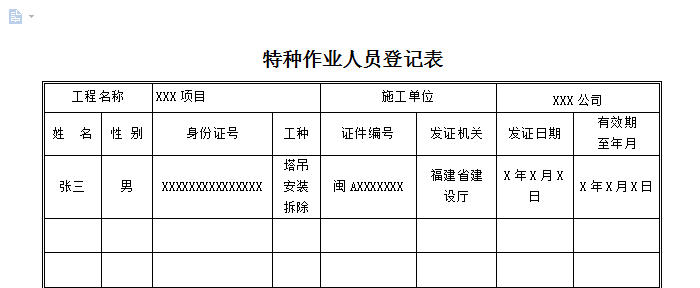 特种作业人员登记表
工程名称 XXX 项目 施工单位 XXX 公司
姓 名 性 别 身份证号 工种 证件编号 发证机关 发证日期 有效期
至年月
张三 男 XXXXXXXXXXXXXXX 塔吊
安装
拆除 闽 AXXXXXXX 福建省建
设厅 X 年 X 月 X
日 X 年 X 月 X 日